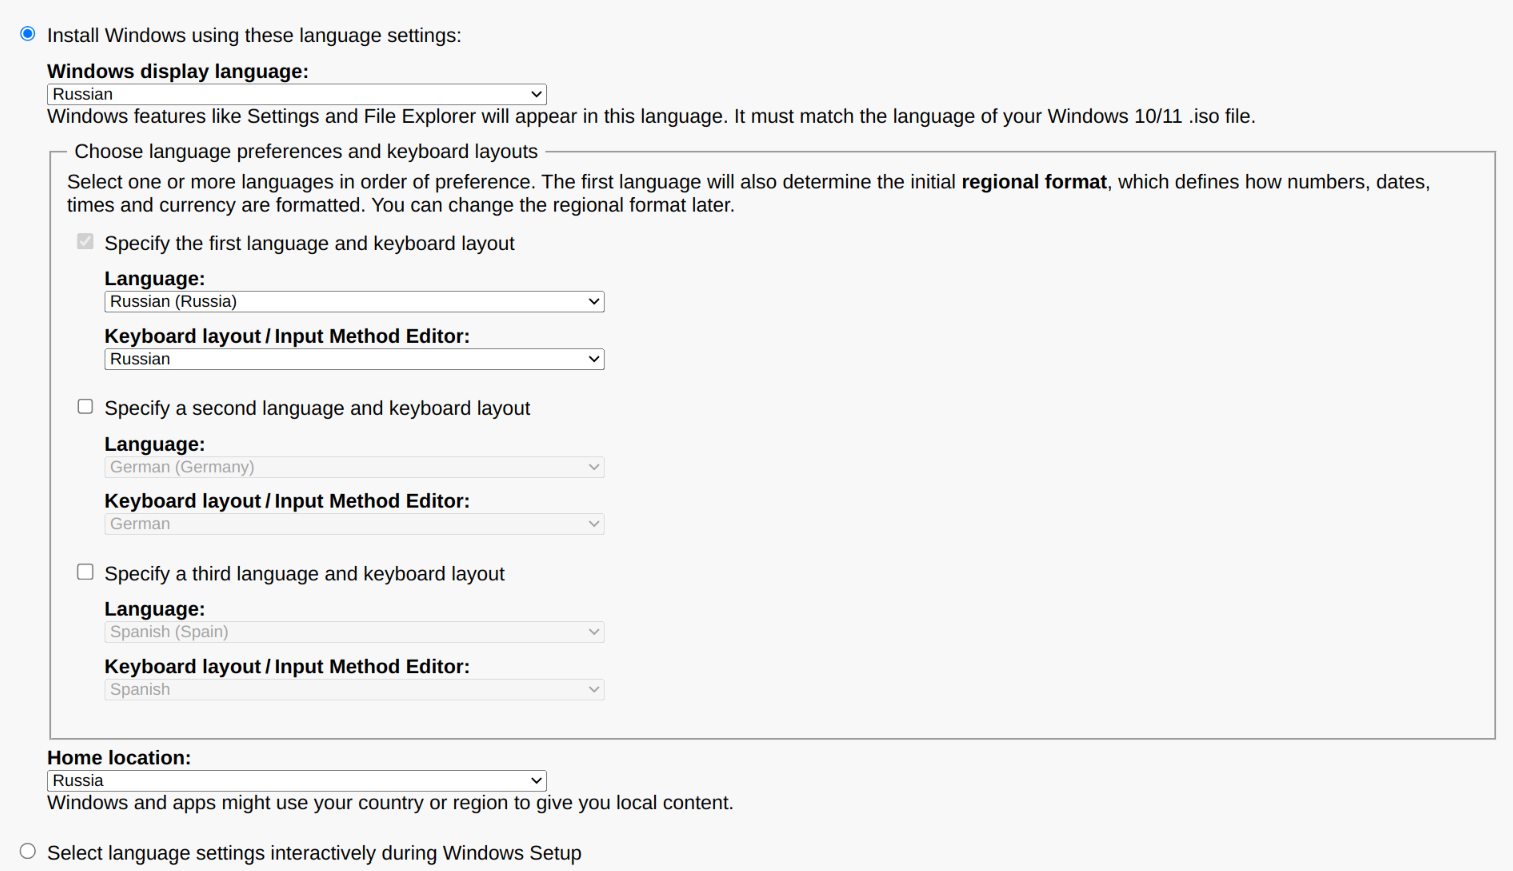 Install Windows using these language settings:
Windows display language:
Russian
Windows features like Settings and File Explorer will appear in this language. It must match the language of your Windows 10/11 .iso file.
Choose language preferences and keyboard layouts
Select one or more languages in order of preference. The first language will also determine the initial regional format, which defines how numbers, dates,
times and currency are formatted. You can change the regional format later.
Specify the first language and keyboard layout
Language:
Russian (Russia)
Keyboard layout / Input Method Editor:
Russian
Specify a second language and keyboard layout
Language:
German (Germany)
Keyboard layout / Input Method Editor:
German
Specify a third language and keyboard layout
Language:
Spanish (Spain)
Keyboard layout / Input Method Editor:
Spanish
Home location:
Russia
Windows and apps might use your country or region to give you local content.
Select language settings interactively during Windows Setup